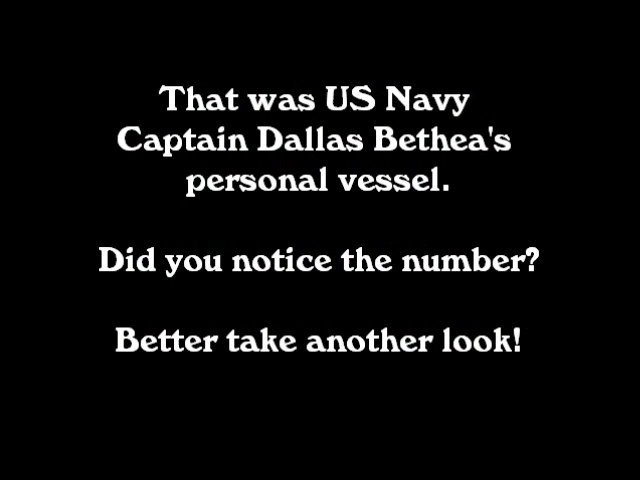 That was US Navy
Captain Dallas Bethea's
personal vessel.
Did you notice the number?
Better take another look!